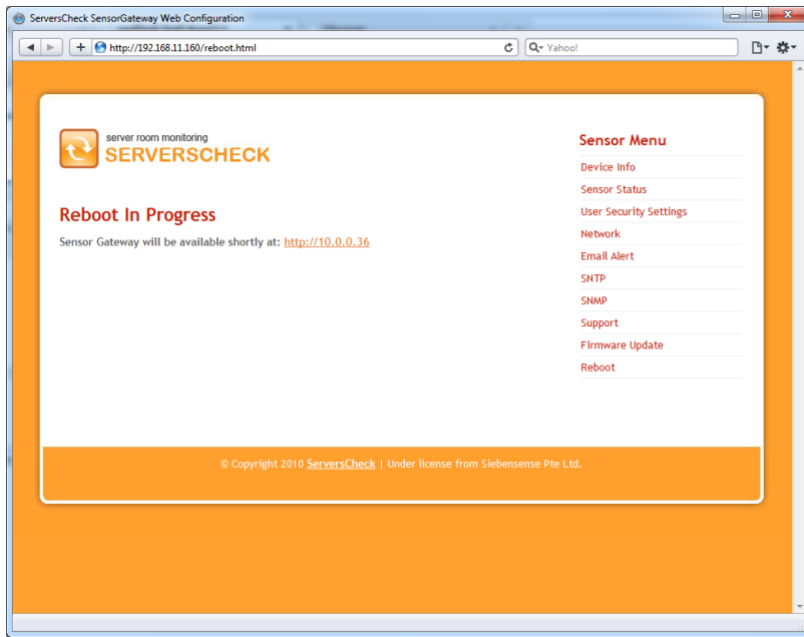 ServersCheck SensorGateway Web Configuration
http://192.168.11.160/reboot.html
Yahoo!
server room monitoring
SERVERSCHECK
Reboot In Progress
Sensor Gateway will be available shortly at: http://10.0.0.36
Sensor Menu
Device Info
Sensor Status
User Security Settings
Network
Email Alert
SNTP
SNMP
Support
Firmware Update
Reboot
© Copyright 2010 ServersCheck | Under license from Siebensense Pte Ltd.